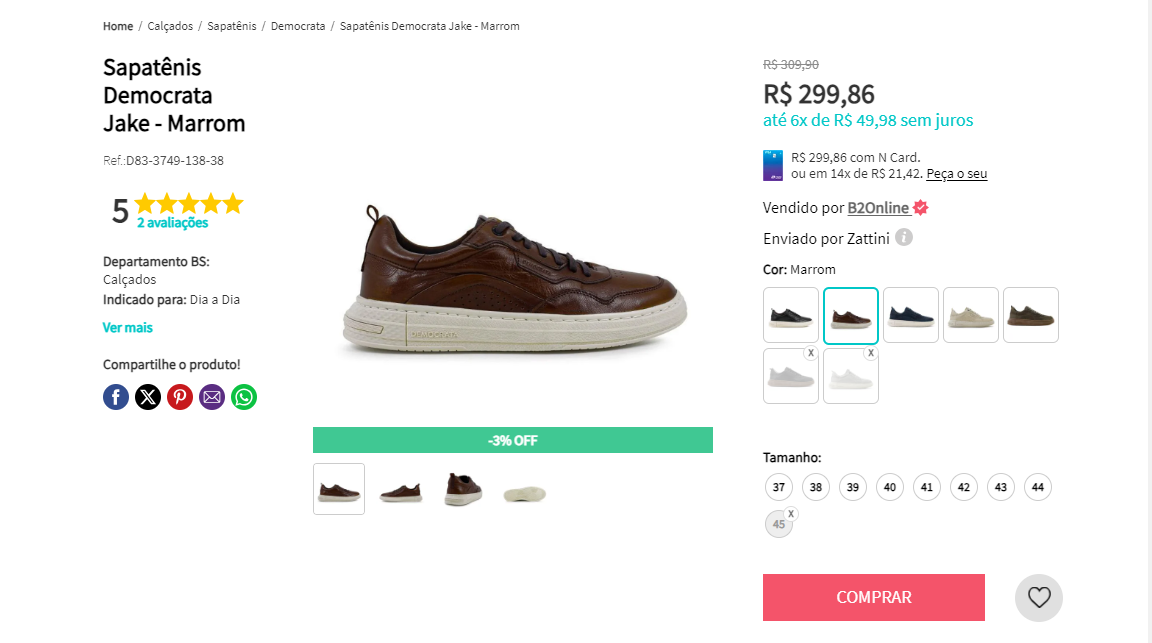 Home / Calçados / Sapatênis / Democrata / Sapatênis Democrata Jake - Marrom
Sapatênis
Democrata
Jake - Marrom
Ref.:D83-3749-138-38
5
2 avaliações
Departamento BS:
Calçados
Indicado para: Dia a Dia
Ver mais
Compartilhe o produto!
DEMOCRATA
-3% OFF
R$ 309,90
R$ 299,86
até 6x de R$ 49,98 sem juros
R$ 299,86 com N Card.
ou em 14x de R$ 21,42. Peça o seu
Vendido por B2Online
Enviado por Zattini
Cor: Marrom
X X
Tamanho:
37 38 39 40 41 42 43 44
45 X
COMPRAR